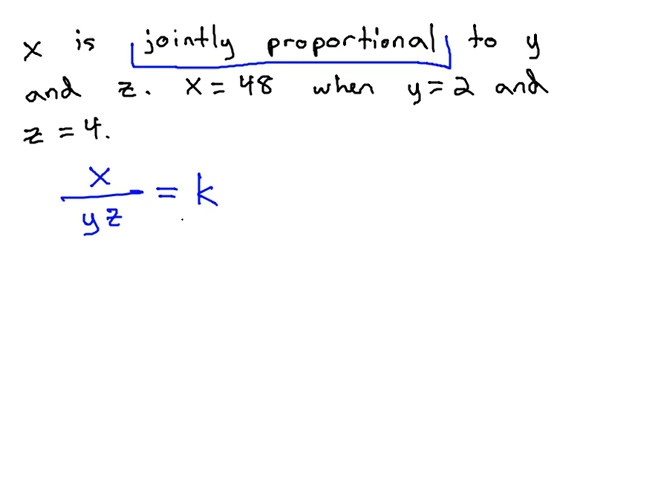 x is jointly proportional to y
and z. x = 48 when y = 2 and
z = 4.
x
yz
= k